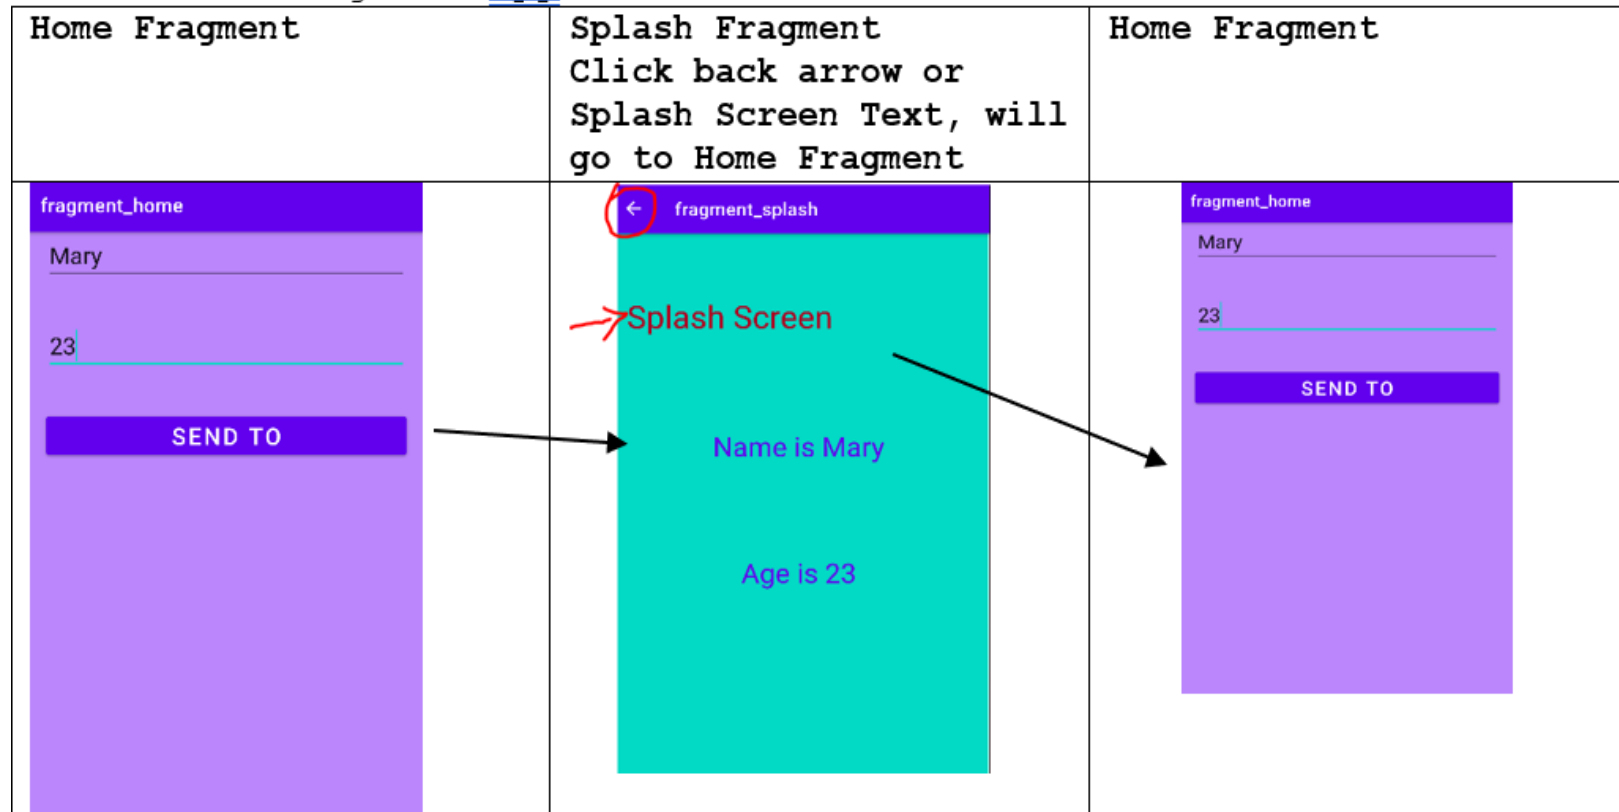 Home Fragment
Splash Fragment
Click back arrow or
Splash Screen Text, will
go to Home Fragment
Home Fragment
fragment_home
Mary
23
SEND TO
fragment_splash
Splash Screen
Name is Mary
Age is 23
fragment_home
Mary
23
SEND TO